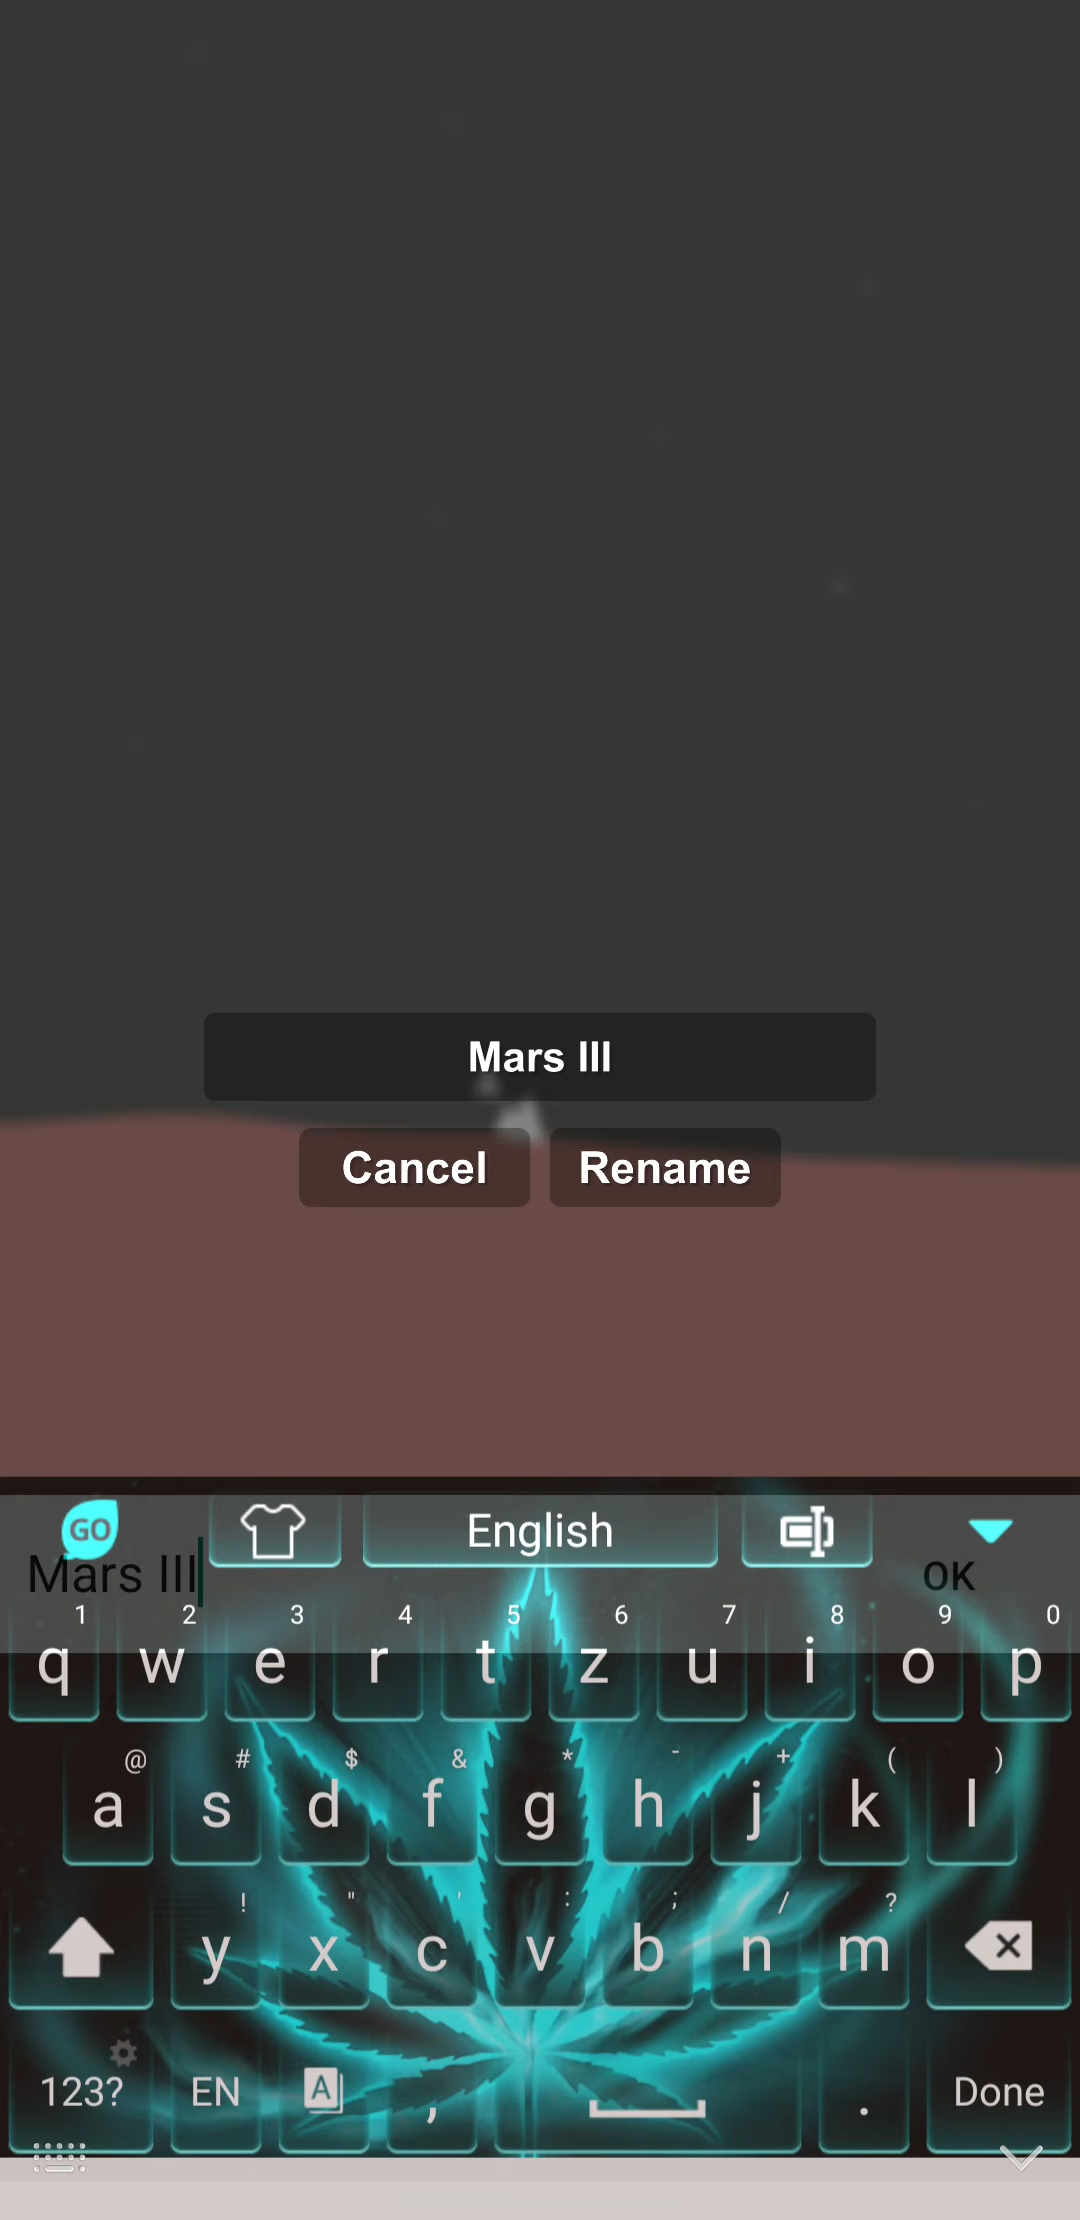 Mars III
Cancel Rename
GO English
Mars III OK
1 2 3 4 5 6 7 8 9 0
q w e r t z u i o p
@ # $ & * - + ( )
a s d f g h j k l
! " ' : ; / ?
y x c v b n m
123? EN A , . Done